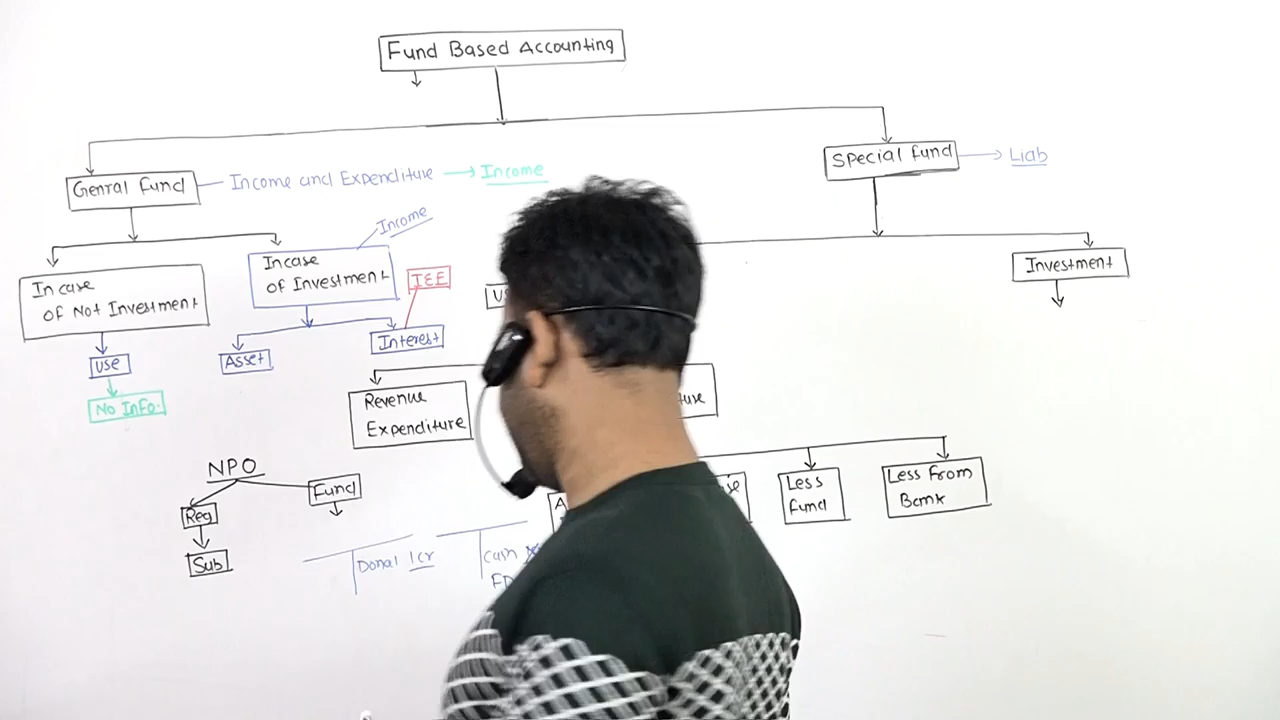 Fund Based Accounting
Genral Fund
Income and Expenditure → Income
Special Fund → Liab
Income
In case
of Not Investment
Incase
of Investment
I&E
Investment
Use
Asset
Interest
No Info.
Revenue
Expenditure
NPO
Reg
Fund
Sub
Less
Fund
Less From
Bank
Donat 1cr
Cash
FD